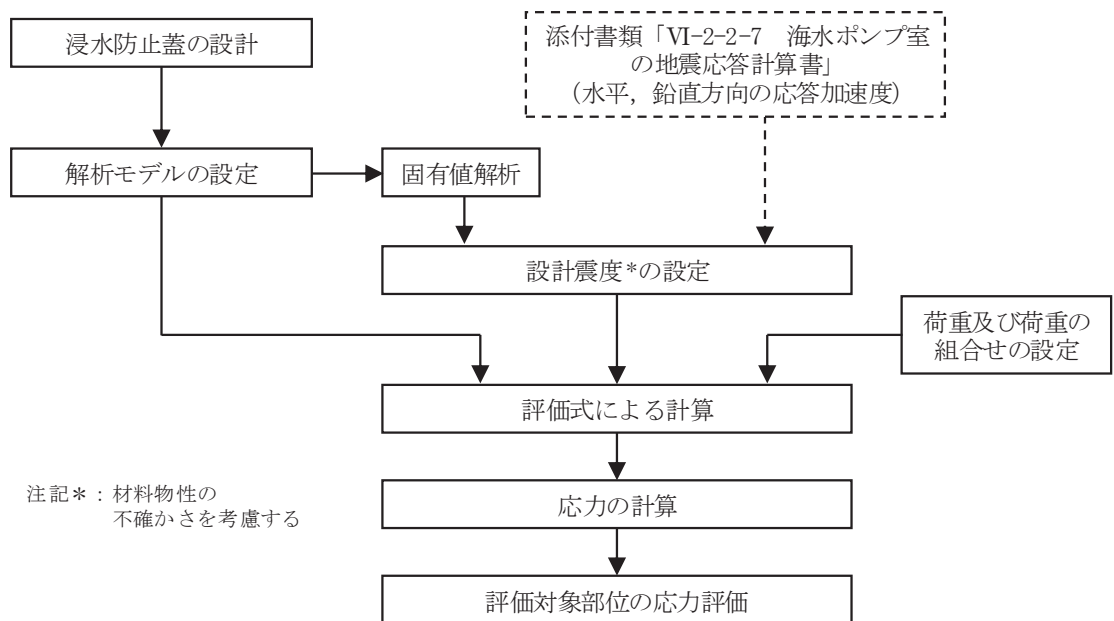 浸水防止蓋の設計
添付書類「Ⅵ-2-2-7　海水ポンプ室
の地震応答計算書」
（水平，鉛直方向の応答加速度）
解析モデルの設定
固有値解析
設計震度*の設定
荷重及び荷重の
組合せの設定
評価式による計算
注記＊：材料物性の
不確かさを考慮する
応力の計算
評価対象部位の応力評価